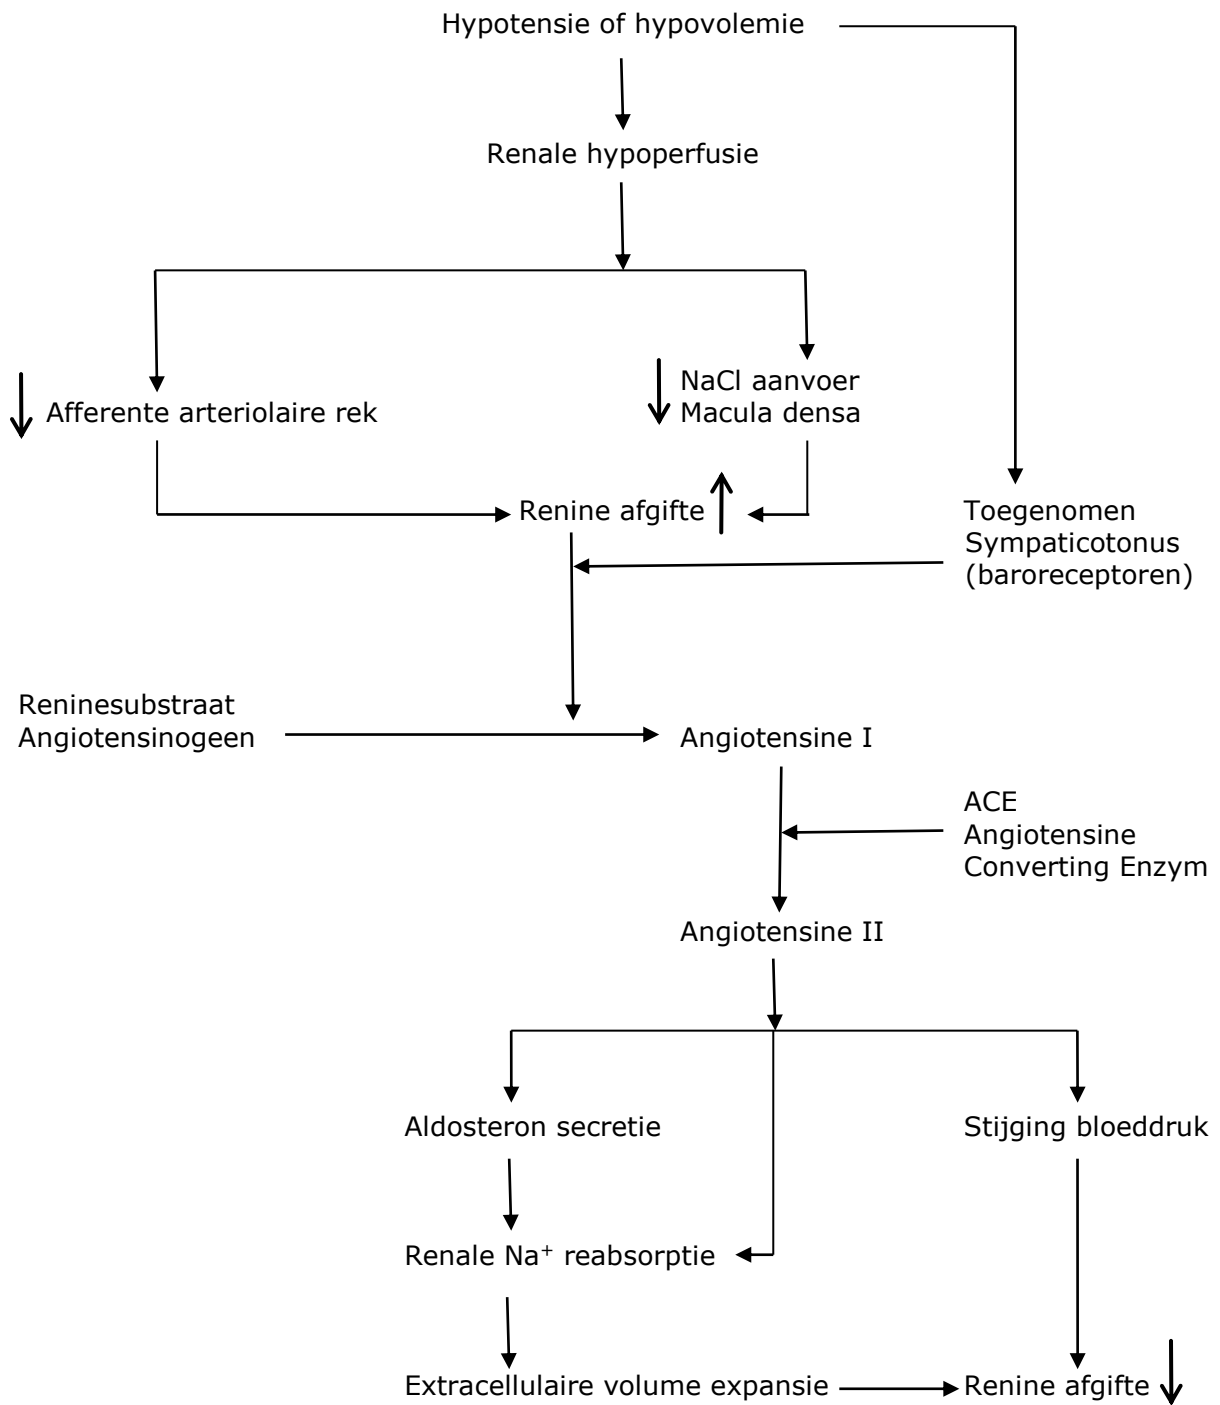 Hypotensie of hypovolemie
Renale hypoperfusie
Afferente arteriolaire rek
NaCl aanvoer
Macula densa
Renine afgifte
Toegenomen
Sympaticotonus
(baroreceptoren)
Reninesubstraat
Angiotensinogeen
Angiotensine I
ACE
Angiotensine
Converting Enzym
Angiotensine II
Aldosteron secretie
Stijging bloeddruk
Renale Na⁺ reabsorptie
Extracellulaire volume expansie
Renine afgifte